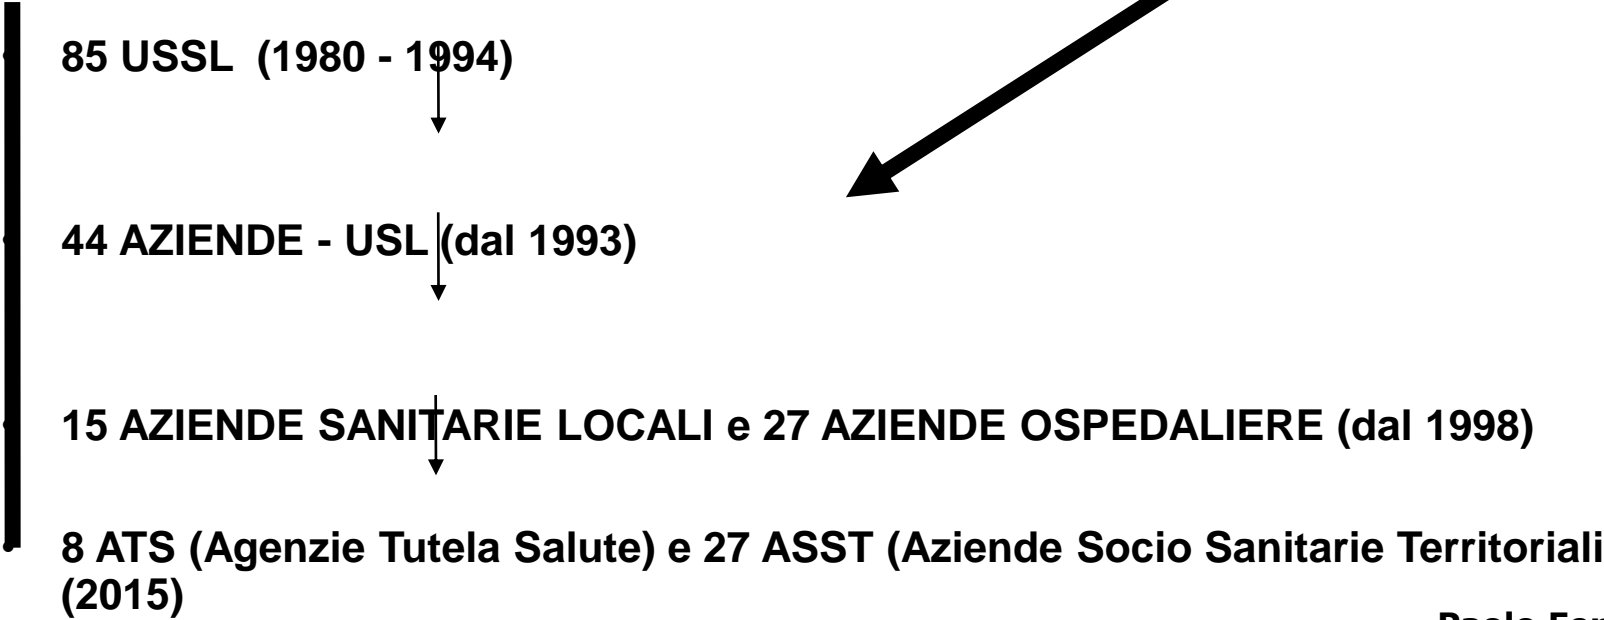 85 USSL (1980 - 1994)
44 AZIENDE - USL (dal 1993)
15 AZIENDE SANITARIE LOCALI e 27 AZIENDE OSPEDALIERE (dal 1998)
8 ATS (Agenzie Tutela Salute) e 27 ASST (Aziende Socio Sanitarie Territoriali
(2015)